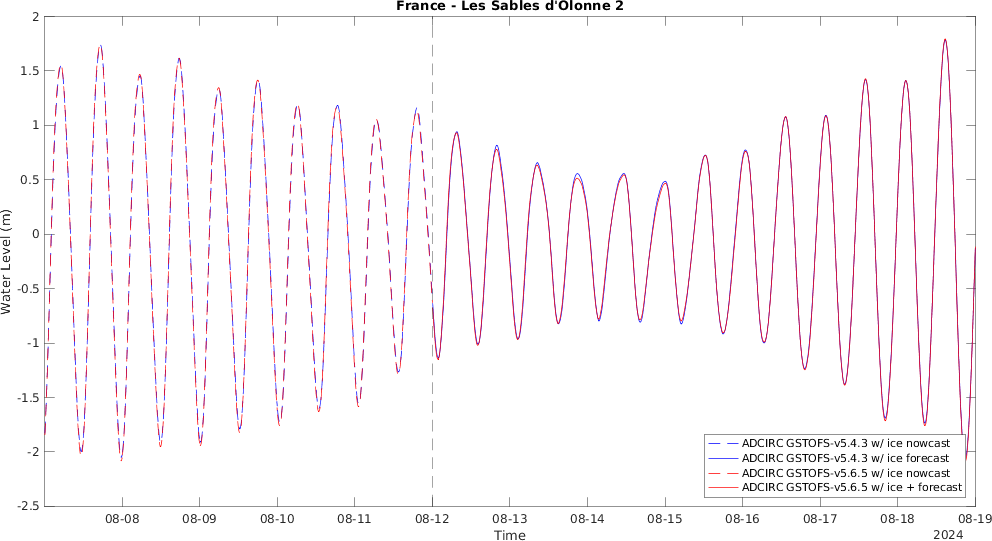 France - Les Sables d'Olonne 2
Water Level (m)
2
1.5
1
0.5
0
-0.5
-1
-1.5
-2
-2.5
ADCIRC GSTOFS-v5.4.3 w/ ice nowcast
ADCIRC GSTOFS-v5.4.3 w/ ice forecast
ADCIRC GSTOFS-v5.6.5 w/ ice nowcast
ADCIRC GSTOFS-v5.6.5 w/ ice + forecast
08-08 08-09 08-10 08-11 08-12 08-13 08-14 08-15 08-16 08-17 08-18 08-19
Time
2024